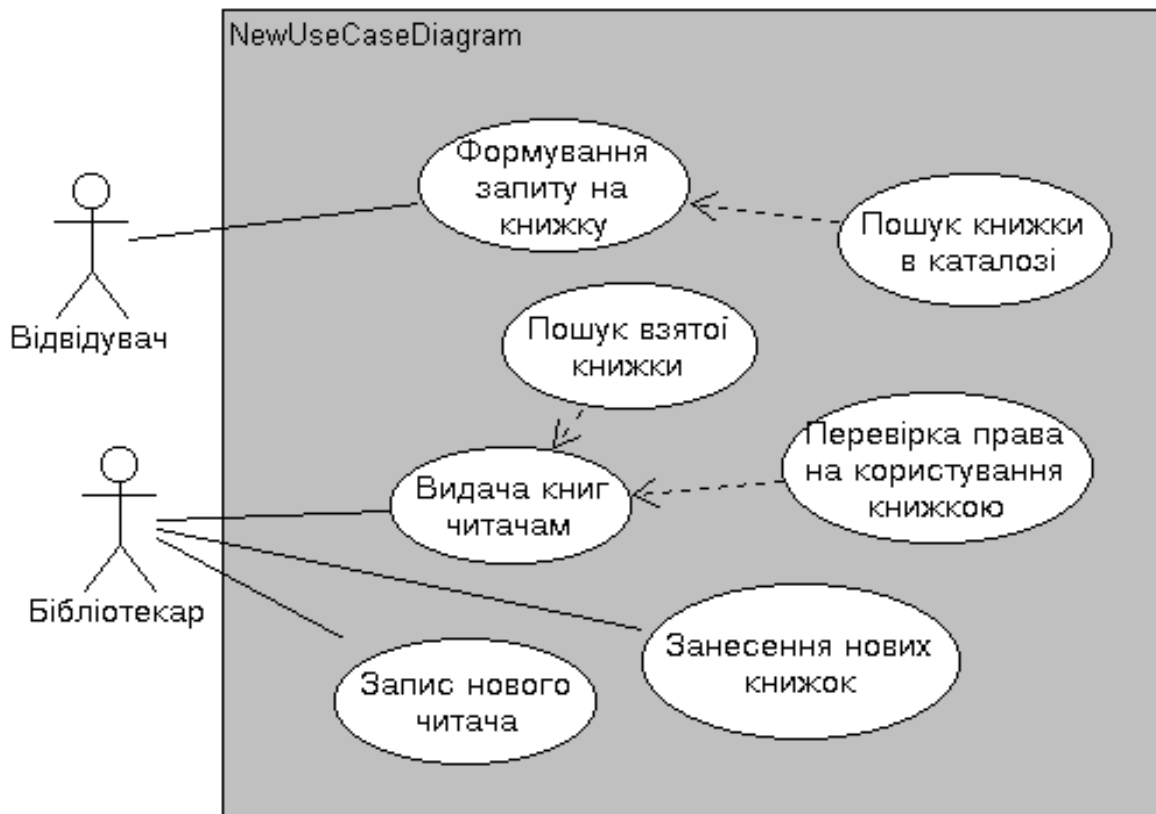 NewUseCaseDiagram
Формування
запиту на
книжку
Пошук книжки
в каталозі
Відвідувач
Пошук взятої
книжки
Перевірка права
на користування
книжкою
Видача книг
читачам
Бібліотекар
Занесення нових
книжок
Запис нового
читача